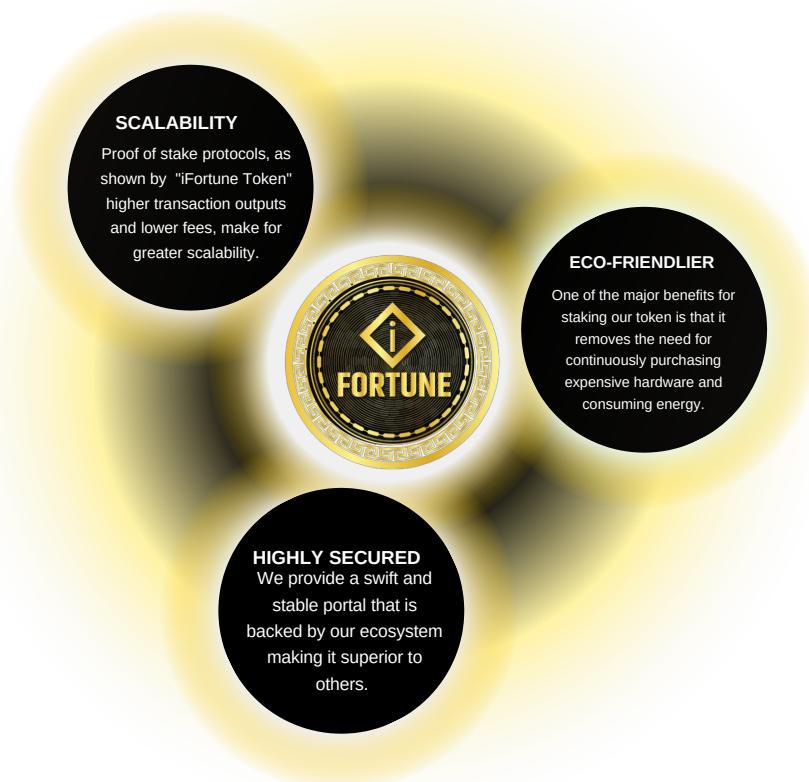 SCALABILITY
Proof of stake protocols, as
shown by "iFortune Token"
higher transaction outputs
and lower fees, make for
greater scalability.
ECO-FRIENDLIER
One of the major benefits for
staking our token is that it
removes the need for
continuously purchasing
expensive hardware and
consuming energy.
i
FORTUNE
HIGHLY SECURED
We provide a swift and
stable portal that is
backed by our ecosystem
making it superior to
others.